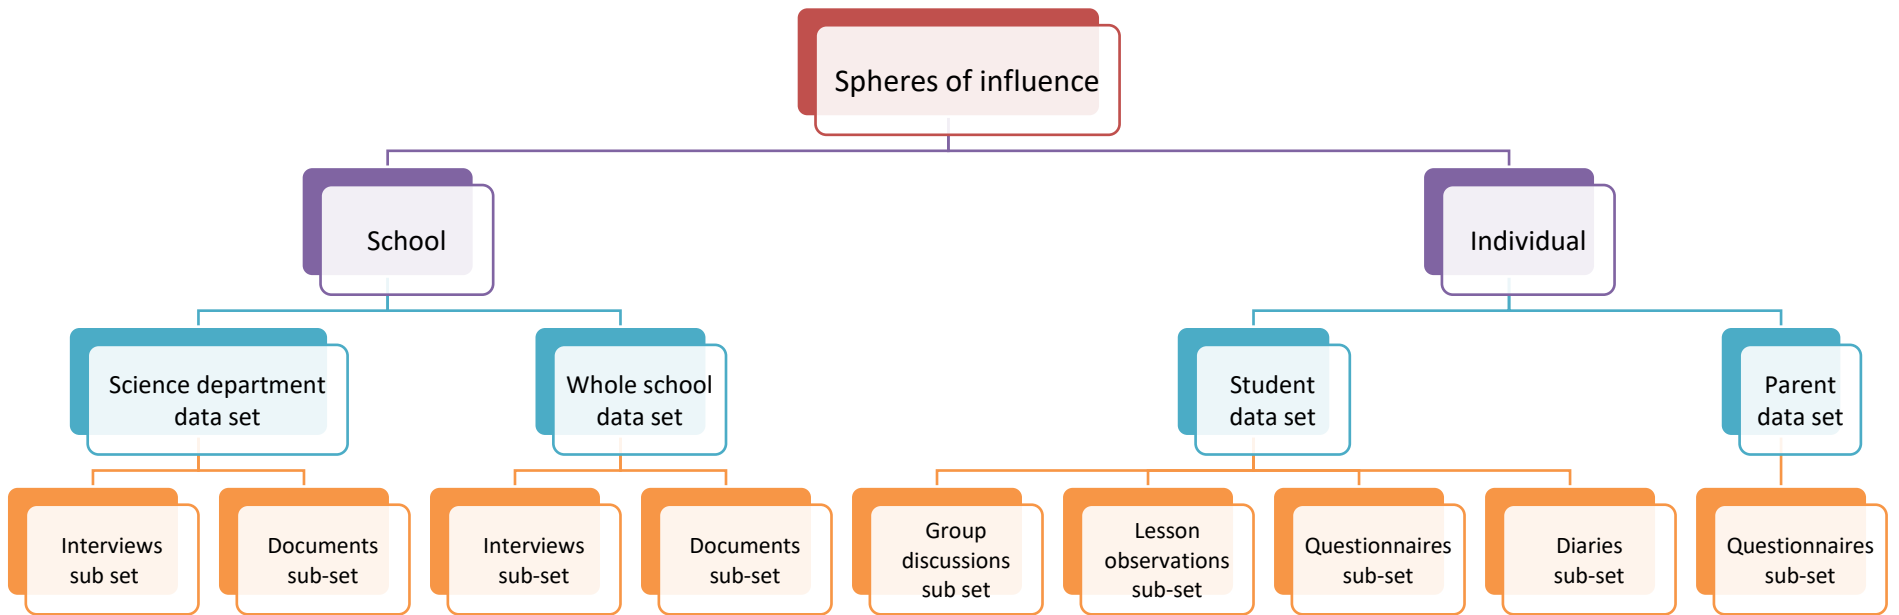 Spheres of influence
School
Individual
Science department
data set
Whole school
data set
Student
data set
Parent
data set
Interviews
sub set
Documents
sub-set
Interviews
sub-set
Documents
sub-set
Group
discussions
sub set
Lesson
observations
sub-set
Questionnaires
sub-set
Diaries
sub-set
Questionnaires
sub-set